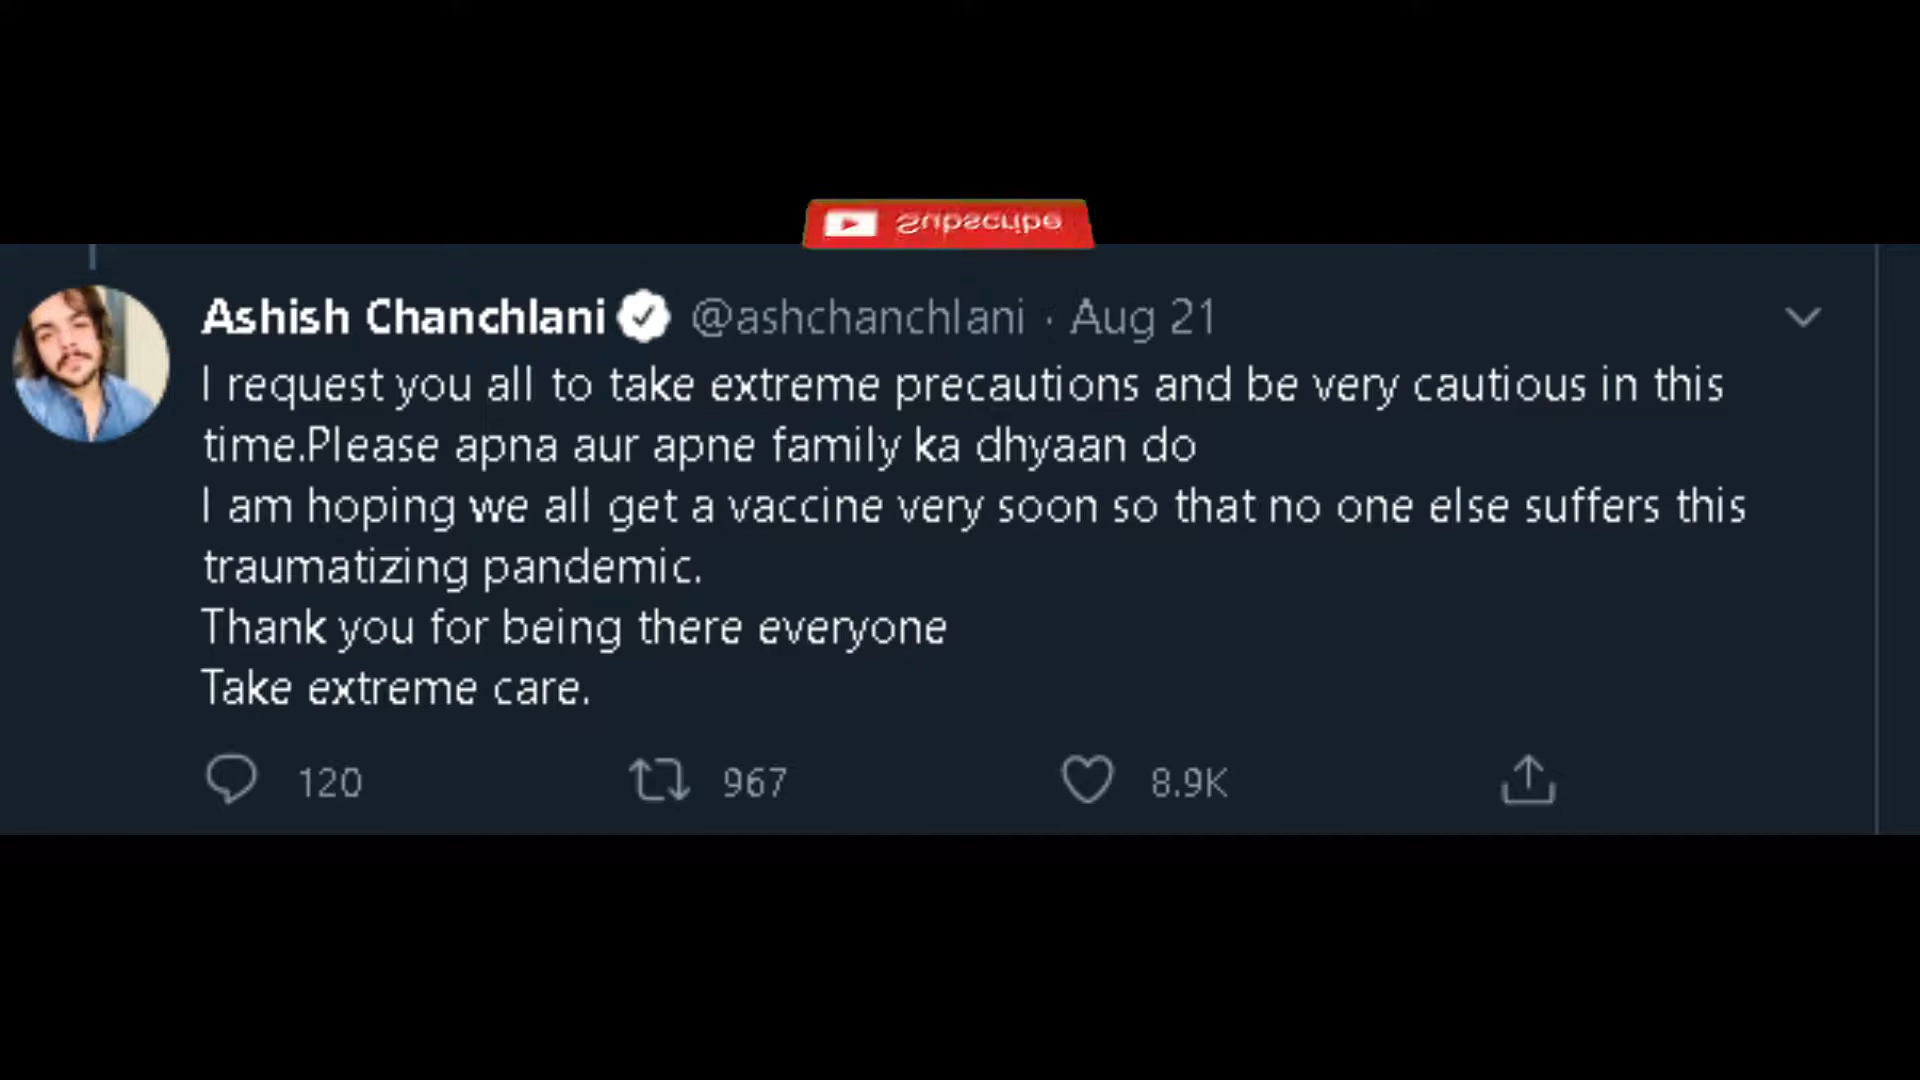 Subscribe
Ashish Chanchlani @ashchanchlani · Aug 21
I request you all to take extreme precautions and be very cautious in this
time.Please apna aur apne family ka dhyaan do
I am hoping we all get a vaccine very soon so that no one else suffers this
traumatizing pandemic.
Thank you for being there everyone
Take extreme care.
120 967 8.9K